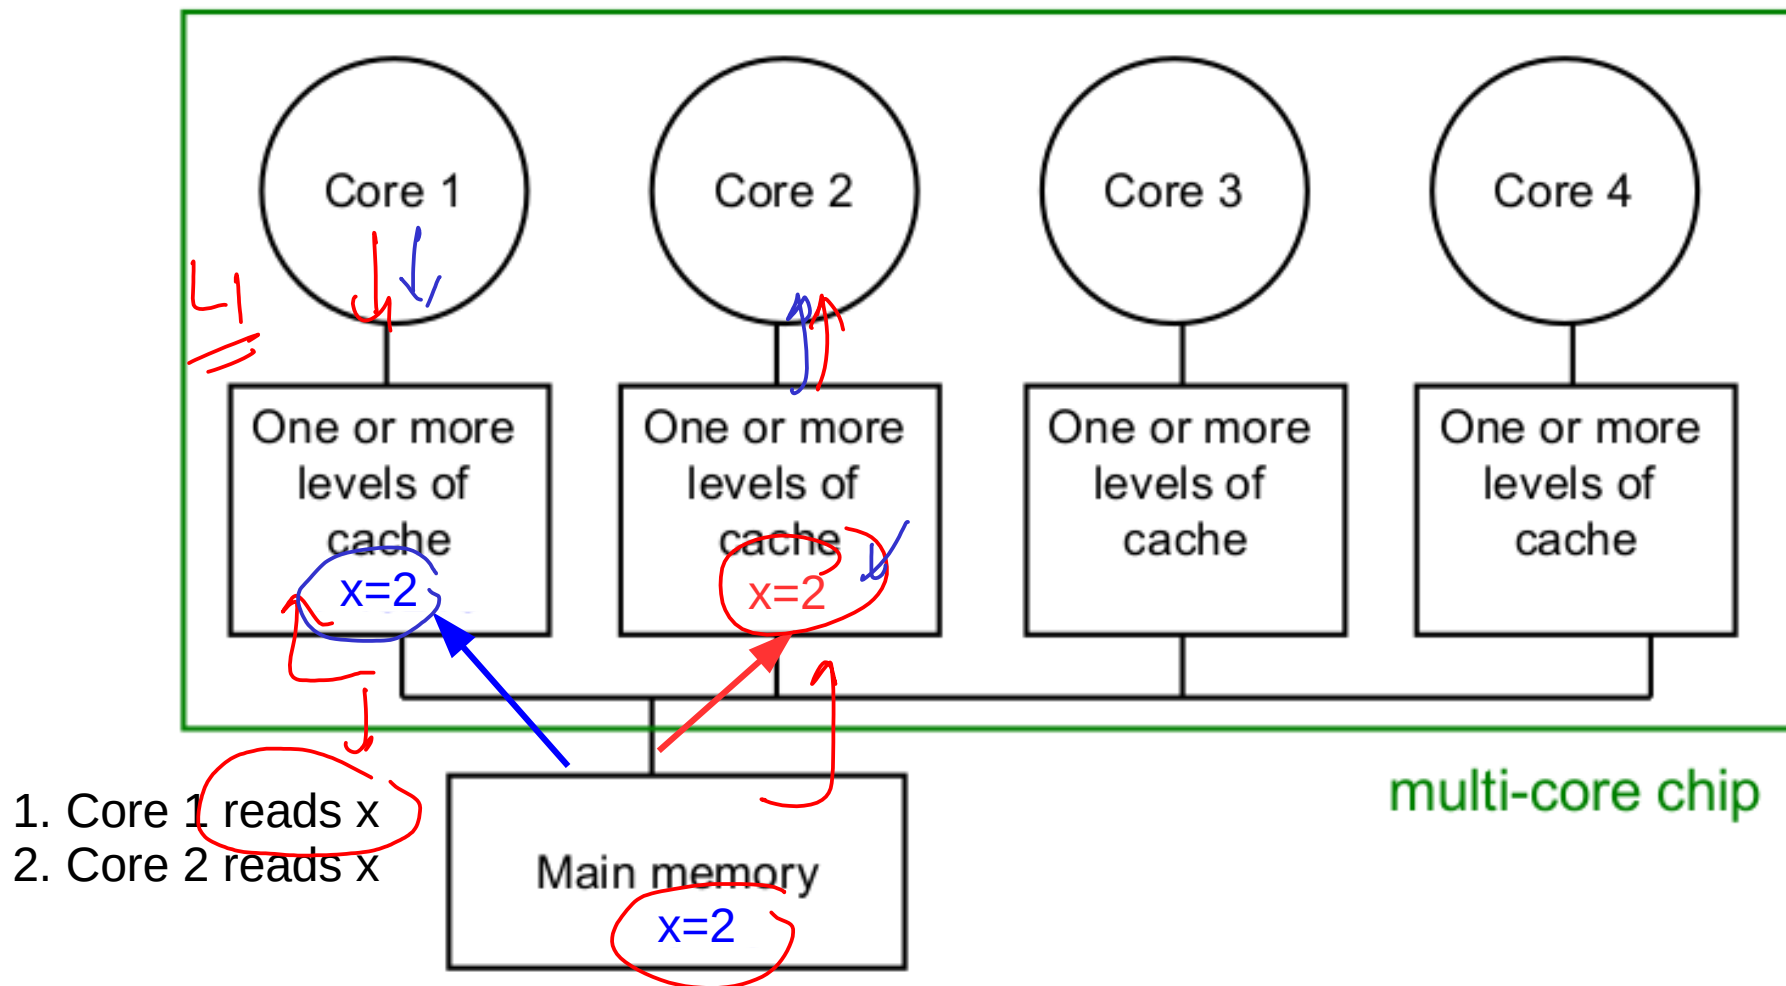 Core 1
Core 2
Core 3
Core 4
L1
One or more
levels of
cache
x=2
One or more
levels of
cache
x=2
One or more
levels of
cache
One or more
levels of
cache
multi-core chip
1. Core 1 reads x
2. Core 2 reads x
Main memory
x=2